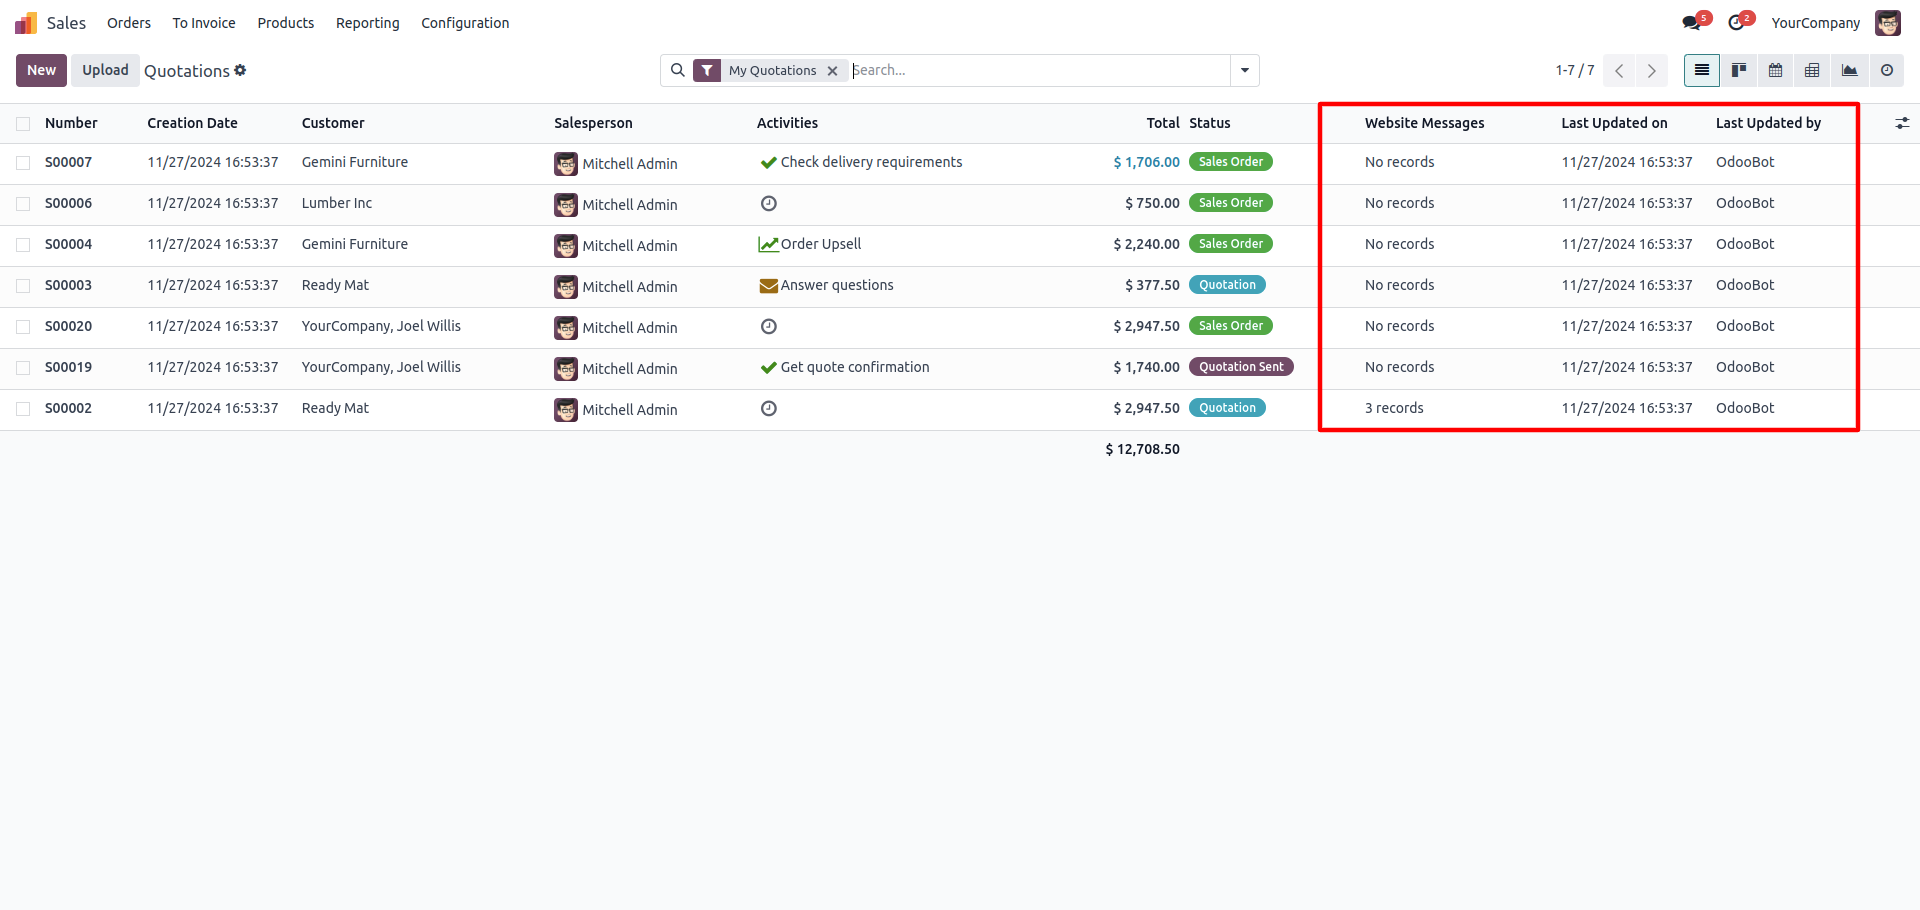 Sales Orders To Invoice Products Reporting Configuration 5 2 YourCompany
New Upload Quotations My Quotations Search... 1-7 / 7
Number Creation Date Customer Salesperson Activities Total Status Website Messages Last Updated on Last Updated by
S00007 11/27/2024 16:53:37 Gemini Furniture Mitchell Admin Check delivery requirements $ 1,706.00 Sales Order No records 11/27/2024 16:53:37 OdooBot
S00006 11/27/2024 16:53:37 Lumber Inc Mitchell Admin $ 750.00 Sales Order No records 11/27/2024 16:53:37 OdooBot
S00004 11/27/2024 16:53:37 Gemini Furniture Mitchell Admin Order Upsell $ 2,240.00 Sales Order No records 11/27/2024 16:53:37 OdooBot
S00003 11/27/2024 16:53:37 Ready Mat Mitchell Admin Answer questions $ 377.50 Quotation No records 11/27/2024 16:53:37 OdooBot
S00020 11/27/2024 16:53:37 YourCompany, Joel Willis Mitchell Admin $ 2,947.50 Sales Order No records 11/27/2024 16:53:37 OdooBot
S00019 11/27/2024 16:53:37 YourCompany, Joel Willis Mitchell Admin Get quote confirmation $ 1,740.00 Quotation Sent No records 11/27/2024 16:53:37 OdooBot
S00002 11/27/2024 16:53:37 Ready Mat Mitchell Admin $ 2,947.50 Quotation 3 records 11/27/2024 16:53:37 OdooBot
$ 12,708.50